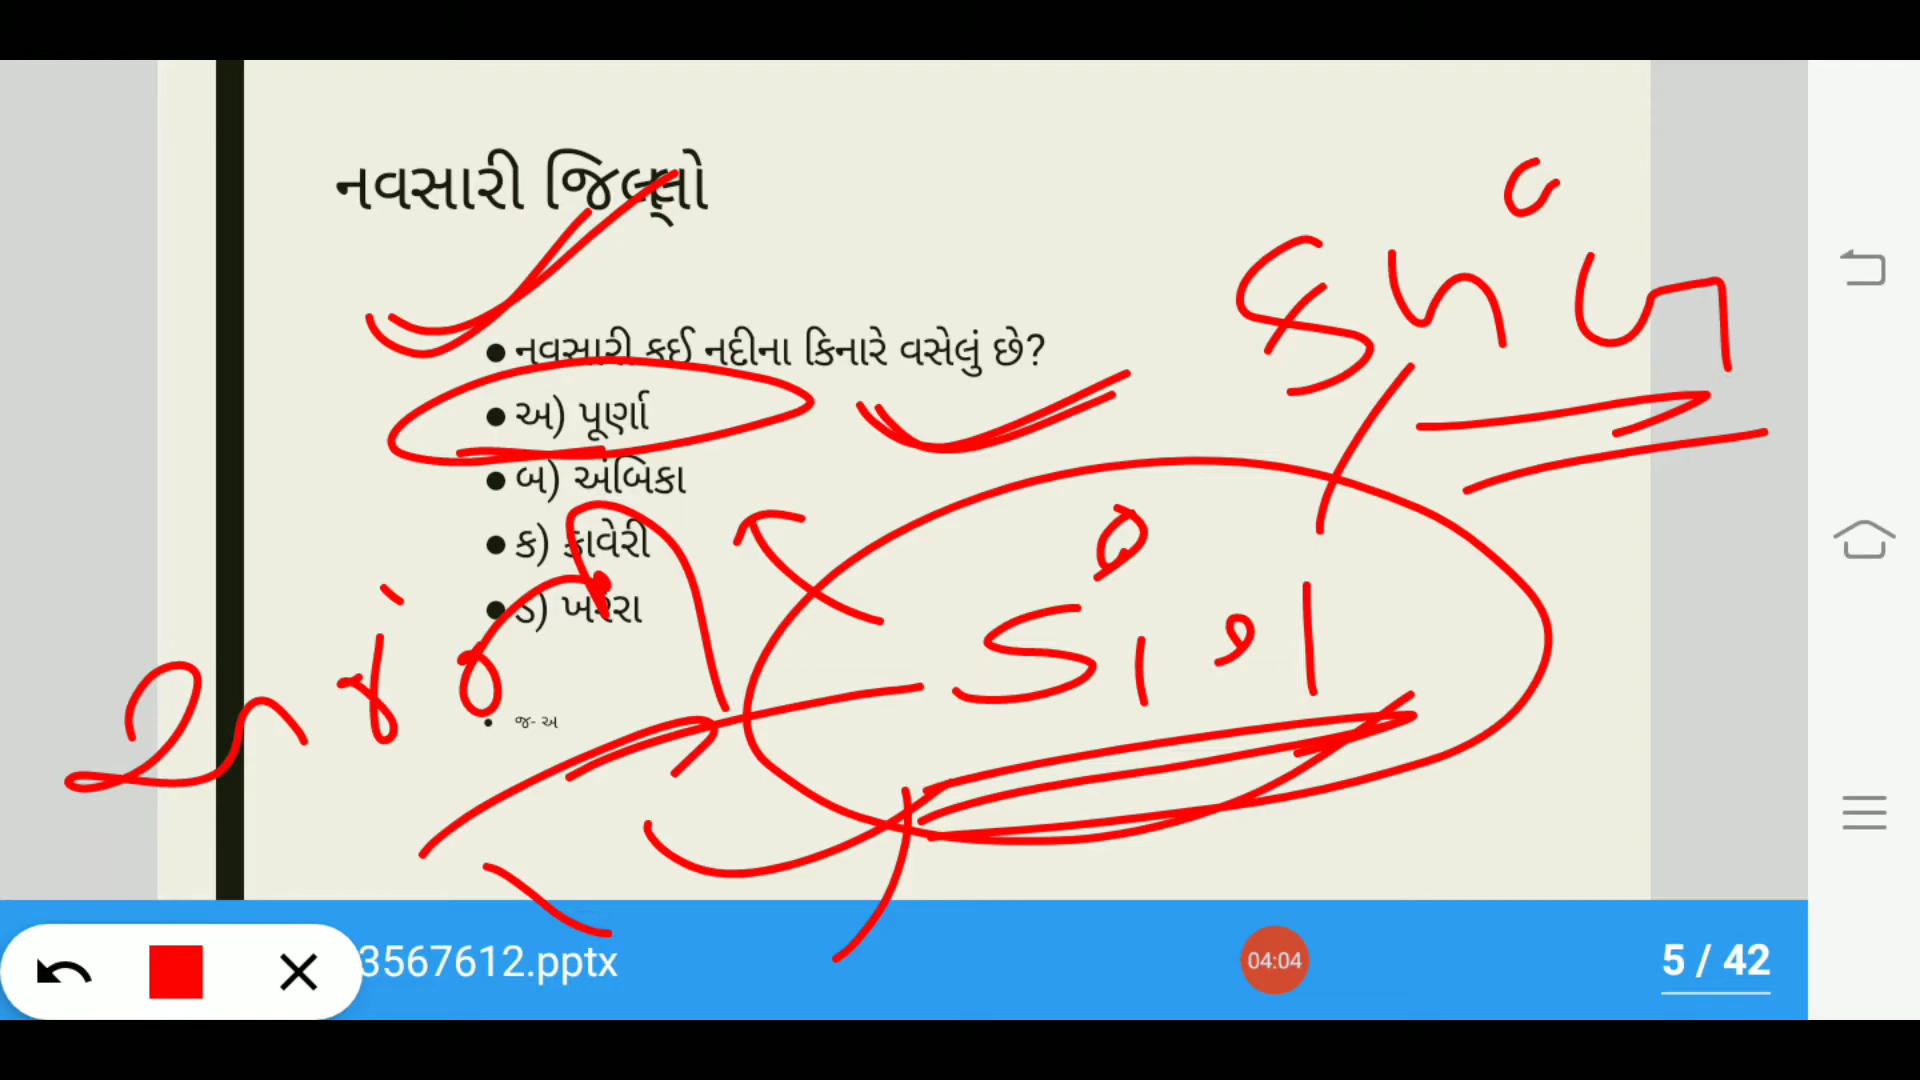 નવસારી જિલ્લો
નવસારી કઈ નદીના કિનારે વસેલું છે?
અ) પૂર્ણા
બ) અંબિકા
ક) કાવેરી
ડ) ખરેરા
જ- અ
3567612.pptx
04:04
5 / 42